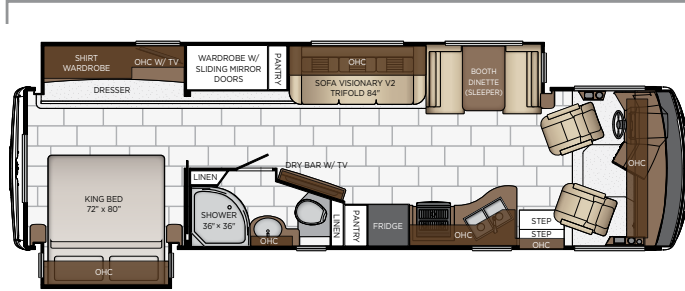 SHIRT
WARDROBE
OHC W/ TV
DRESSER
WARDROBE W/
SLIDING MIRROR
DOORS
PANTRY
OHC
SOFA VISIONARY V2
TRIFOLD 84"
BOOTH
DINETTE
(SLEEPER)
OHC
DRY BAR W/ TV
LINEN
KING BED
72" x 80"
SHOWER
36" × 36"
OHC
LINEN
PANTRY
FRIDGE
OHC
STEP
STEP
OHC
OHC